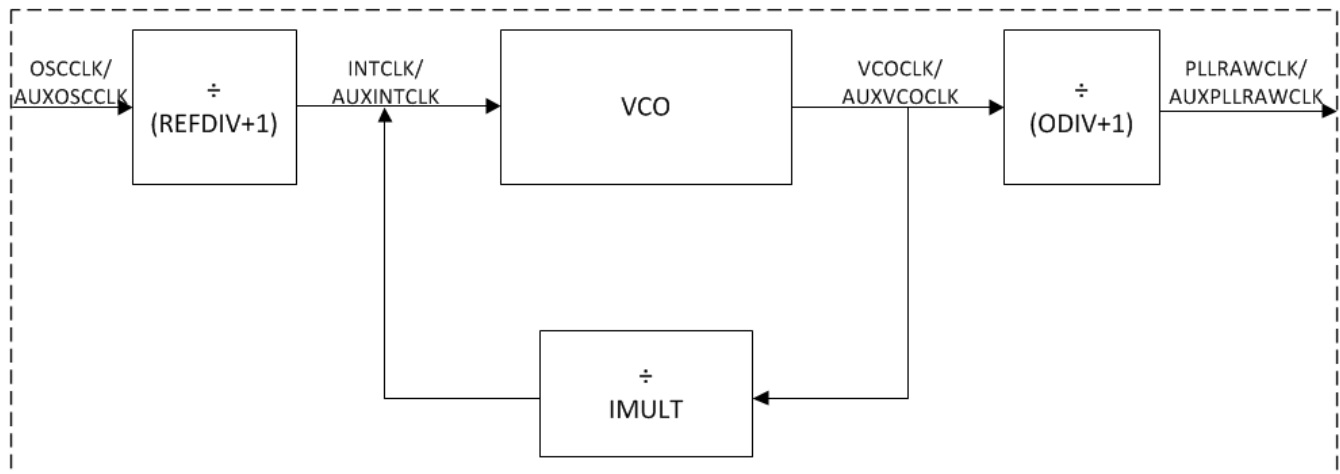 OSCCLK/
AUXOSCCLK
÷
(REFDIV+1)
INTCLK/
AUXINTCLK
VCO
VCOCLK/
AUXVCOCLK
÷
(ODIV+1)
PLLRAWCLK/
AUXPLLRAWCLK
÷
IMULT